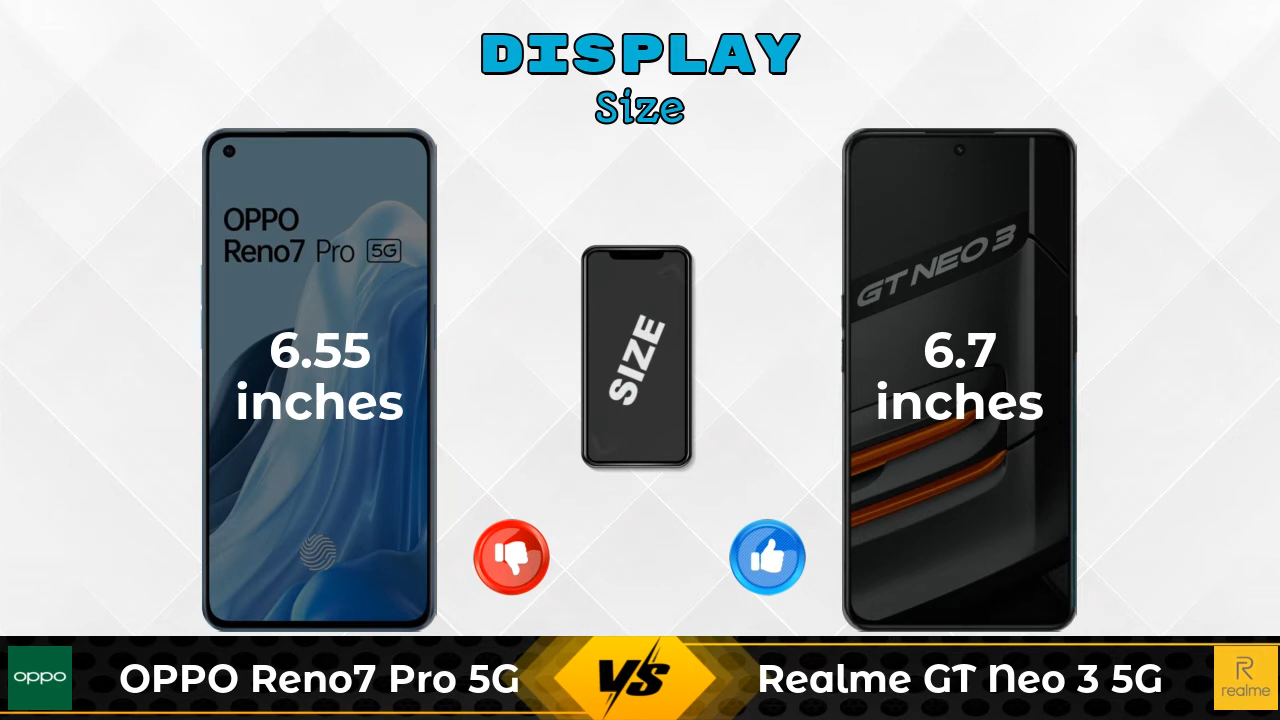 DISPLAY
Size
OPPO
Reno7 Pro 5G
6.55
inches
SIZE
GT NEO 3
6.7
inches
oppo
OPPO Reno7 Pro 5G
VS
Realme GT Neo 3 5G
R
realme